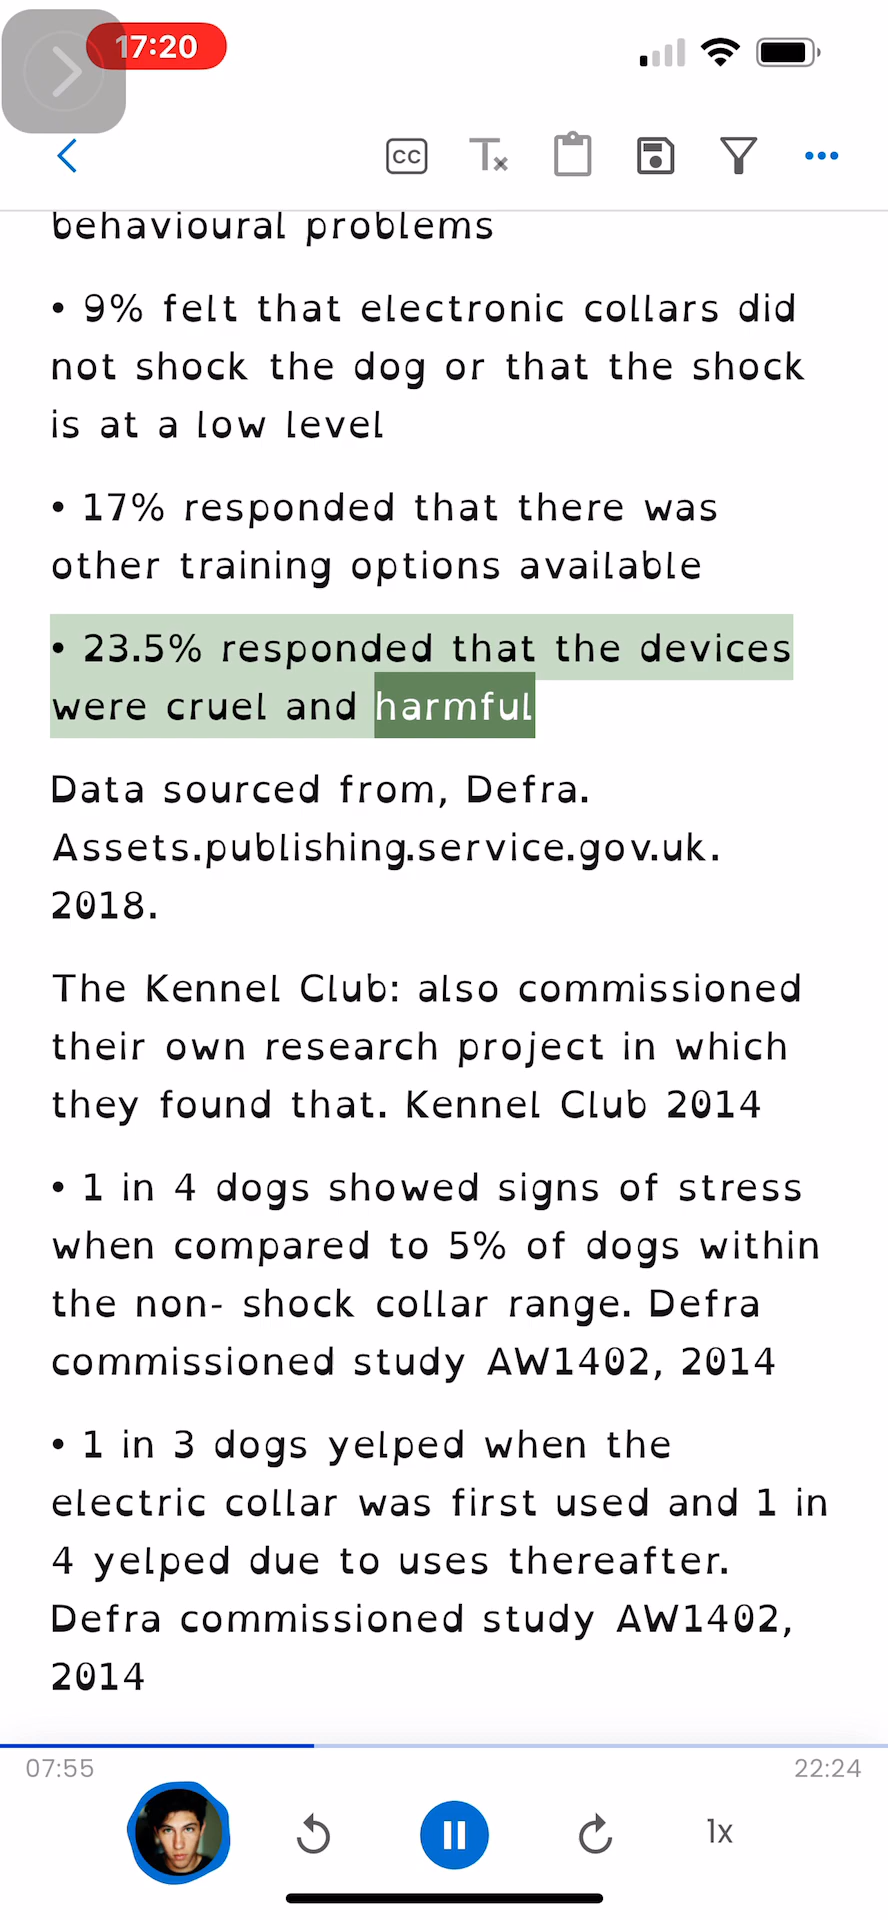 17:20
CC
behavioural problems
• 9% felt that electronic collars did
not shock the dog or that the shock
is at a low level
• 17% responded that there was
other training options available
• 23.5% responded that the devices
were cruel and harmful
Data sourced from, Defra.
Assets.publishing.service.gov.uk.
2018.
The Kennel Club: also commissioned
their own research project in which
they found that. Kennel Club 2014
• 1 in 4 dogs showed signs of stress
when compared to 5% of dogs within
the non- shock collar range. Defra
commissioned study AW1402, 2014
• 1 in 3 dogs yelped when the
electric collar was first used and 1 in
4 yelped due to uses thereafter.
Defra commissioned study AW1402,
2014
07:55 22:24
1x